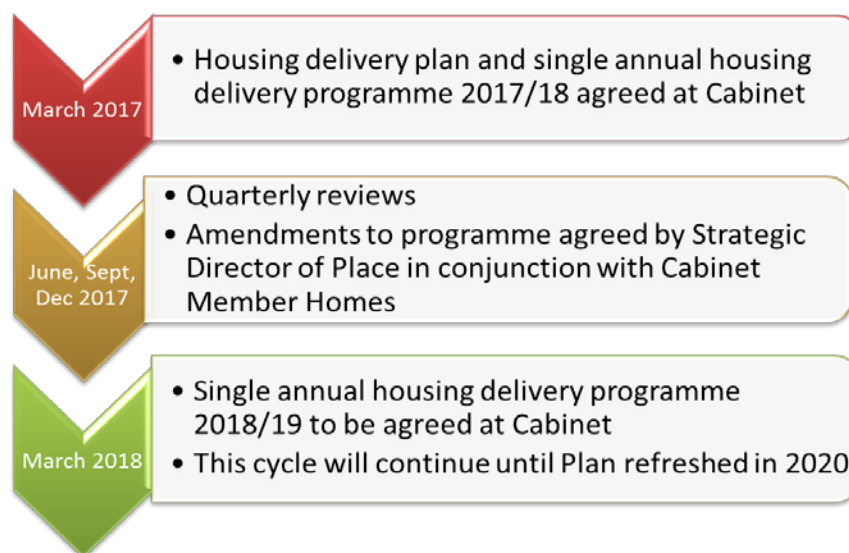 March 2017
• Housing delivery plan and single annual housing
delivery programme 2017/18 agreed at Cabinet
June, Sept,
Dec 2017
• Quarterly reviews
• Amendments to programme agreed by Strategic
Director of Place in conjunction with Cabinet
Member Homes
March 2018
• Single annual housing delivery programme
2018/19 to be agreed at Cabinet
• This cycle will continue until Plan refreshed in 2020